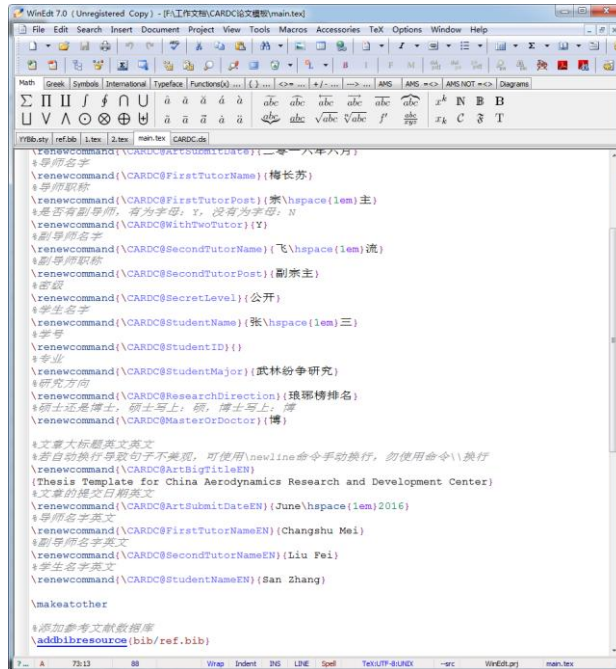 WinEdt 7.0 (Unregistered Copy) - [F:\工作文档\CARDC论文模板\main.tex]
File Edit Search Insert Document Project View Tools Macros Accessories TeX Options Window Help
Math Greek Symbols International Typeface Functions(x) ... { } ... <>= ... +/- ... ---> ... AMS AMS =<> AMS NOT =<> Diagrams
YYBib.sty ref.bib 1.tex 2.tex main.tex CARDC.cls
\renewcommand{\CARDC@ArtSubmitDate}{二零一六年六月}
%导师名字
\renewcommand{\CARDC@FirstTutorName}{梅长苏}
%导师职称
\renewcommand{\CARDC@FirstTutorPost}{宗\hspace{1em}主}
%是否有副导师，有为字母：Y，没有为字母：N
\renewcommand{\CARDC@WithTwoTutor}{Y}
%副导师名字
\renewcommand{\CARDC@SecondTutorName}{飞\hspace{1em}流}
%副导师职称
\renewcommand{\CARDC@SecondTutorPost}{副宗主}
%密级
\renewcommand{\CARDC@SecretLevel}{公开}
%学生名字
\renewcommand{\CARDC@StudentName}{张\hspace{1em}三}
%学号
\renewcommand{\CARDC@StudentID}{}
%专业
\renewcommand{\CARDC@StudentMajor}{武林纷争研究}
%研究方向
\renewcommand{\CARDC@ResearchDirection}{琅琊榜排名}
%硕士还是博士，硕士写上：硕，博士写上：博
\renewcommand{\CARDC@MasterOrDoctor}{博}
%文章大标题英文英文
%若自动换行导致句子不美观，可使用\newline命令手动换行，勿使用命令\\换行
\renewcommand{\CARDC@ArtBigTitleEN}
{Thesis Template for China Aerodynamics Research and Development Center}
%文章的提交日期英文
\renewcommand{\CARDC@ArtSubmitDateEN}{June\hspace{1em}2016}
%导师名字英文
\renewcommand{\CARDC@FirstTutorNameEN}{Changshu Mei}
%副导师名字英文
\renewcommand{\CARDC@SecondTutorNameEN}{Liu Fei}
%学生名字英文
\renewcommand{\CARDC@StudentNameEN}{San Zhang}
\makeatother
%添加参考文献数据库
\addbibresource{bib/ref.bib}
?... A 73:13 88 Wrap Indent INS LINE Spell TeX:UTF-8:UNIX --src WinEdt.prj main.tex